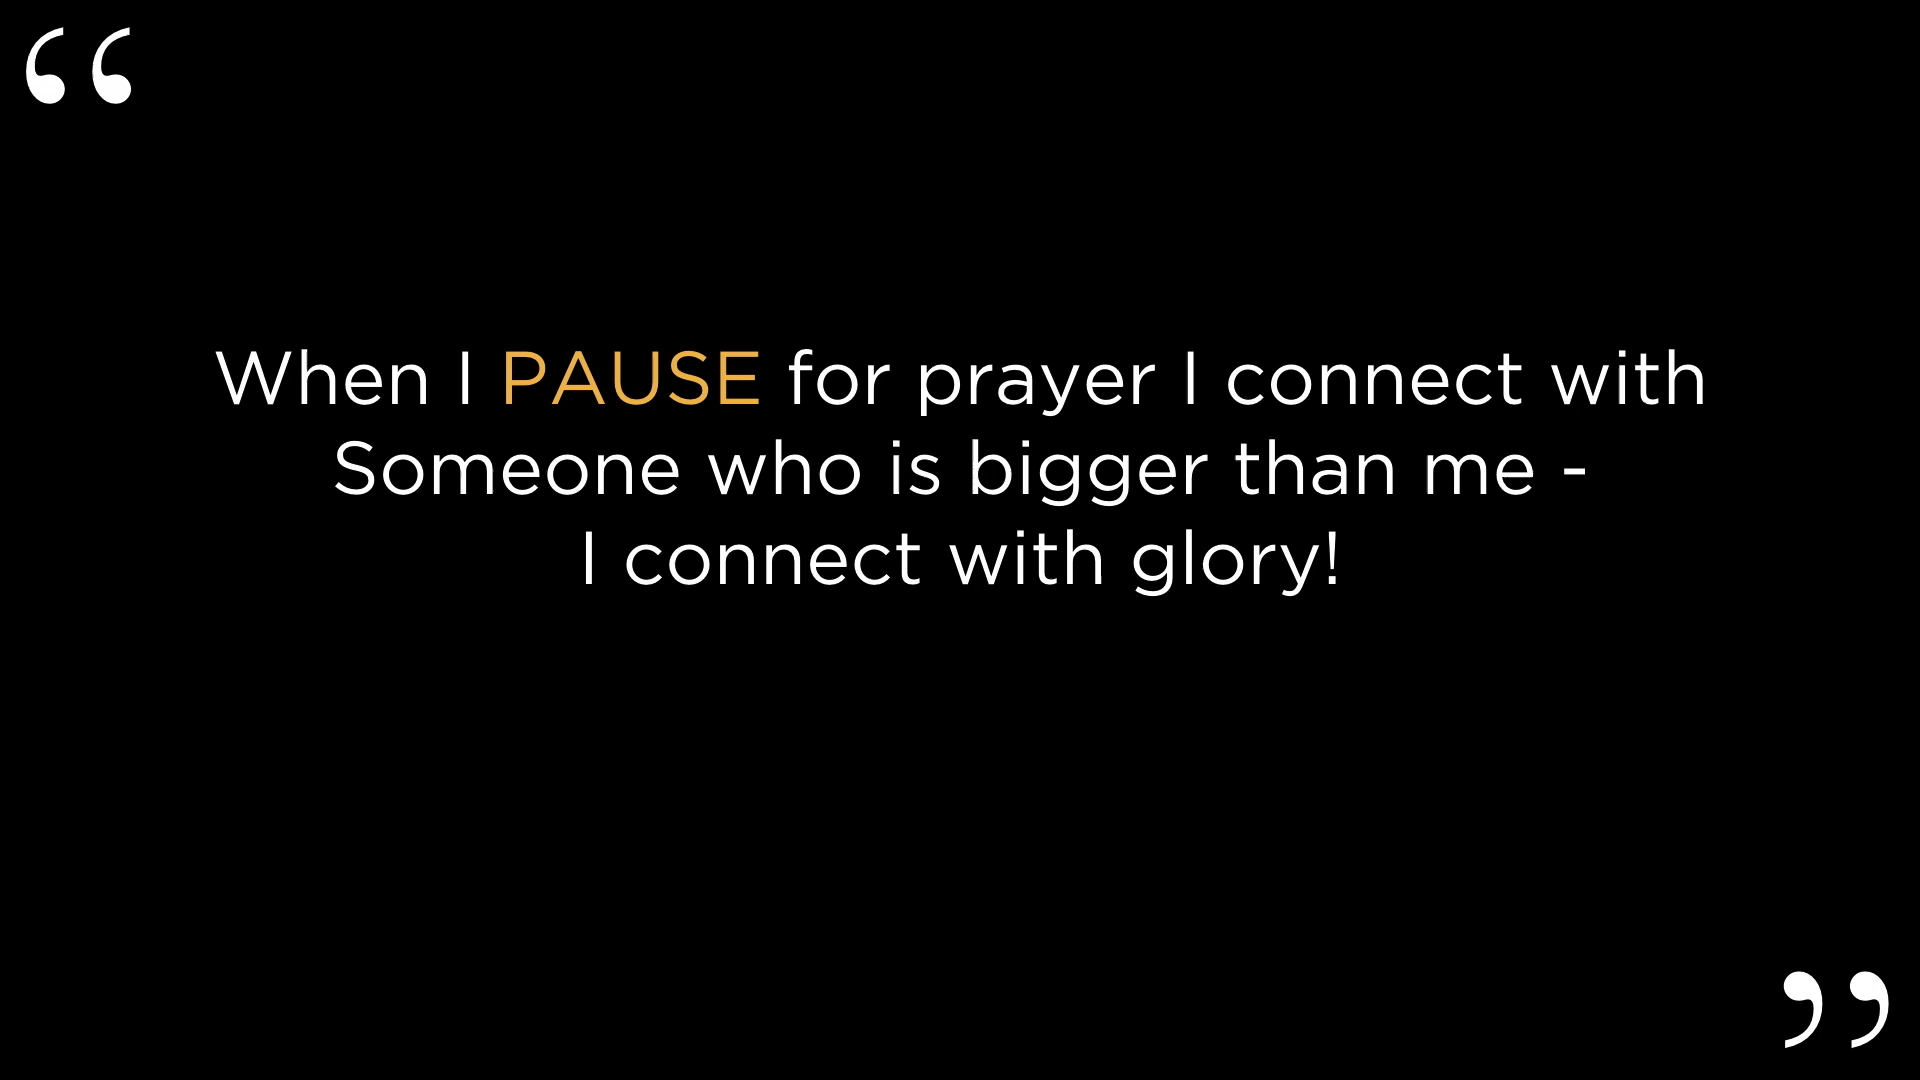 “
When I PAUSE for prayer I connect with
Someone who is bigger than me -
I connect with glory!
”